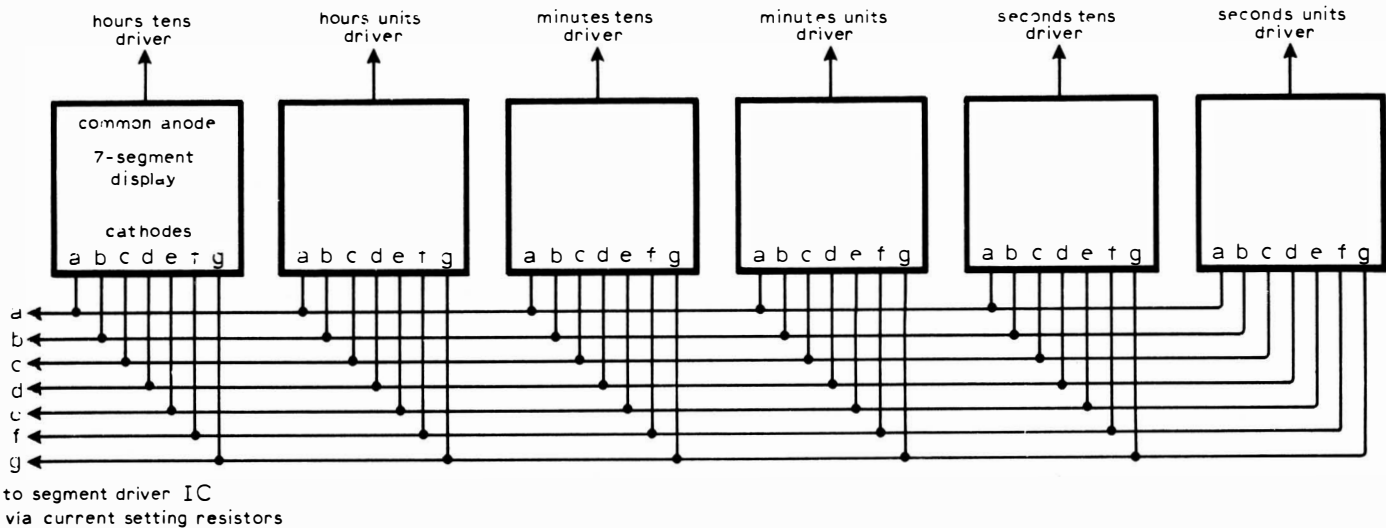 hours tens
driver
hours units
driver
minutes tens
driver
minutes units
driver
seconds tens
driver
seconds units
driver
common anode
7-segment
display
cathodes
a b c d e f g
a b c d e f g
a b c d e f g
a b c d e f g
a b c d e f g
a b c d e f g
a
b
c
d
e
f
g
to segment driver IC
via current setting resistors